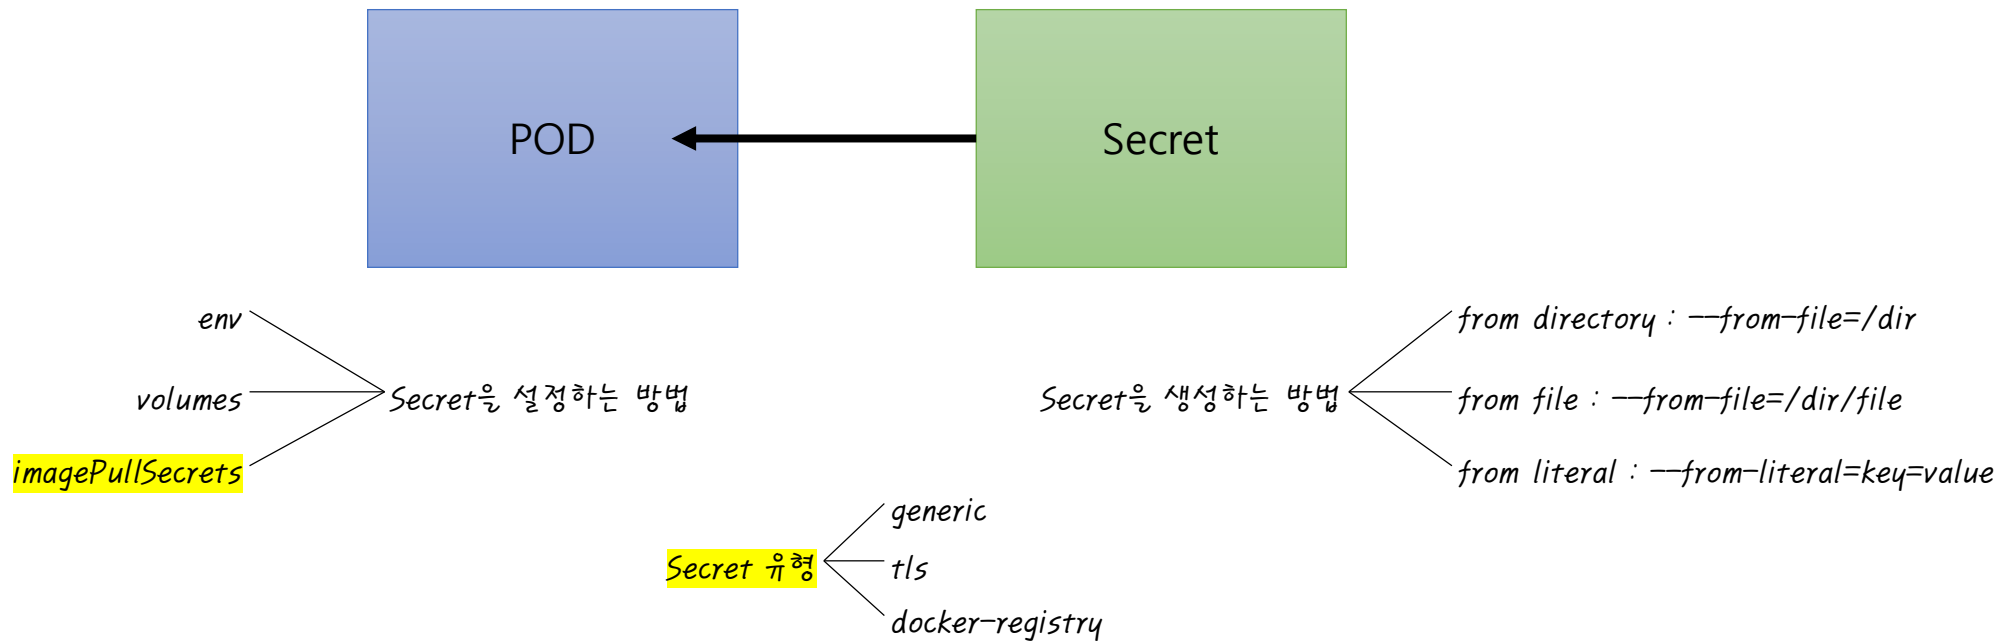 POD
Secret
env
volumes
imagePullSecrets
Secret을 설정하는 방법
Secret을 생성하는 방법
from directory : --from-file=/dir
from file : --from-file=/dir/file
from literal : --from-literal=key=value
Secret 유형
generic
tls
docker-registry